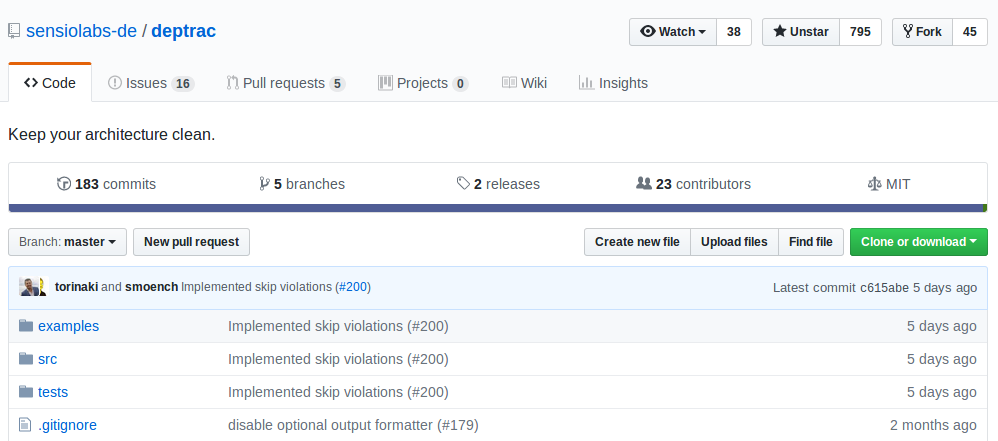 sensiolabs-de / deptrac Watch 38 Unstar 795 Fork 45
Code Issues 16 Pull requests 5 Projects 0 Wiki Insights
Keep your architecture clean.
183 commits 5 branches 2 releases 23 contributors MIT
Branch: master New pull request Create new file Upload files Find file Clone or download
torinaki and smoench Implemented skip violations (#200) Latest commit c615abe 5 days ago
examples Implemented skip violations (#200) 5 days ago
src Implemented skip violations (#200) 5 days ago
tests Implemented skip violations (#200) 5 days ago
.gitignore disable optional output formatter (#179) 2 months ago